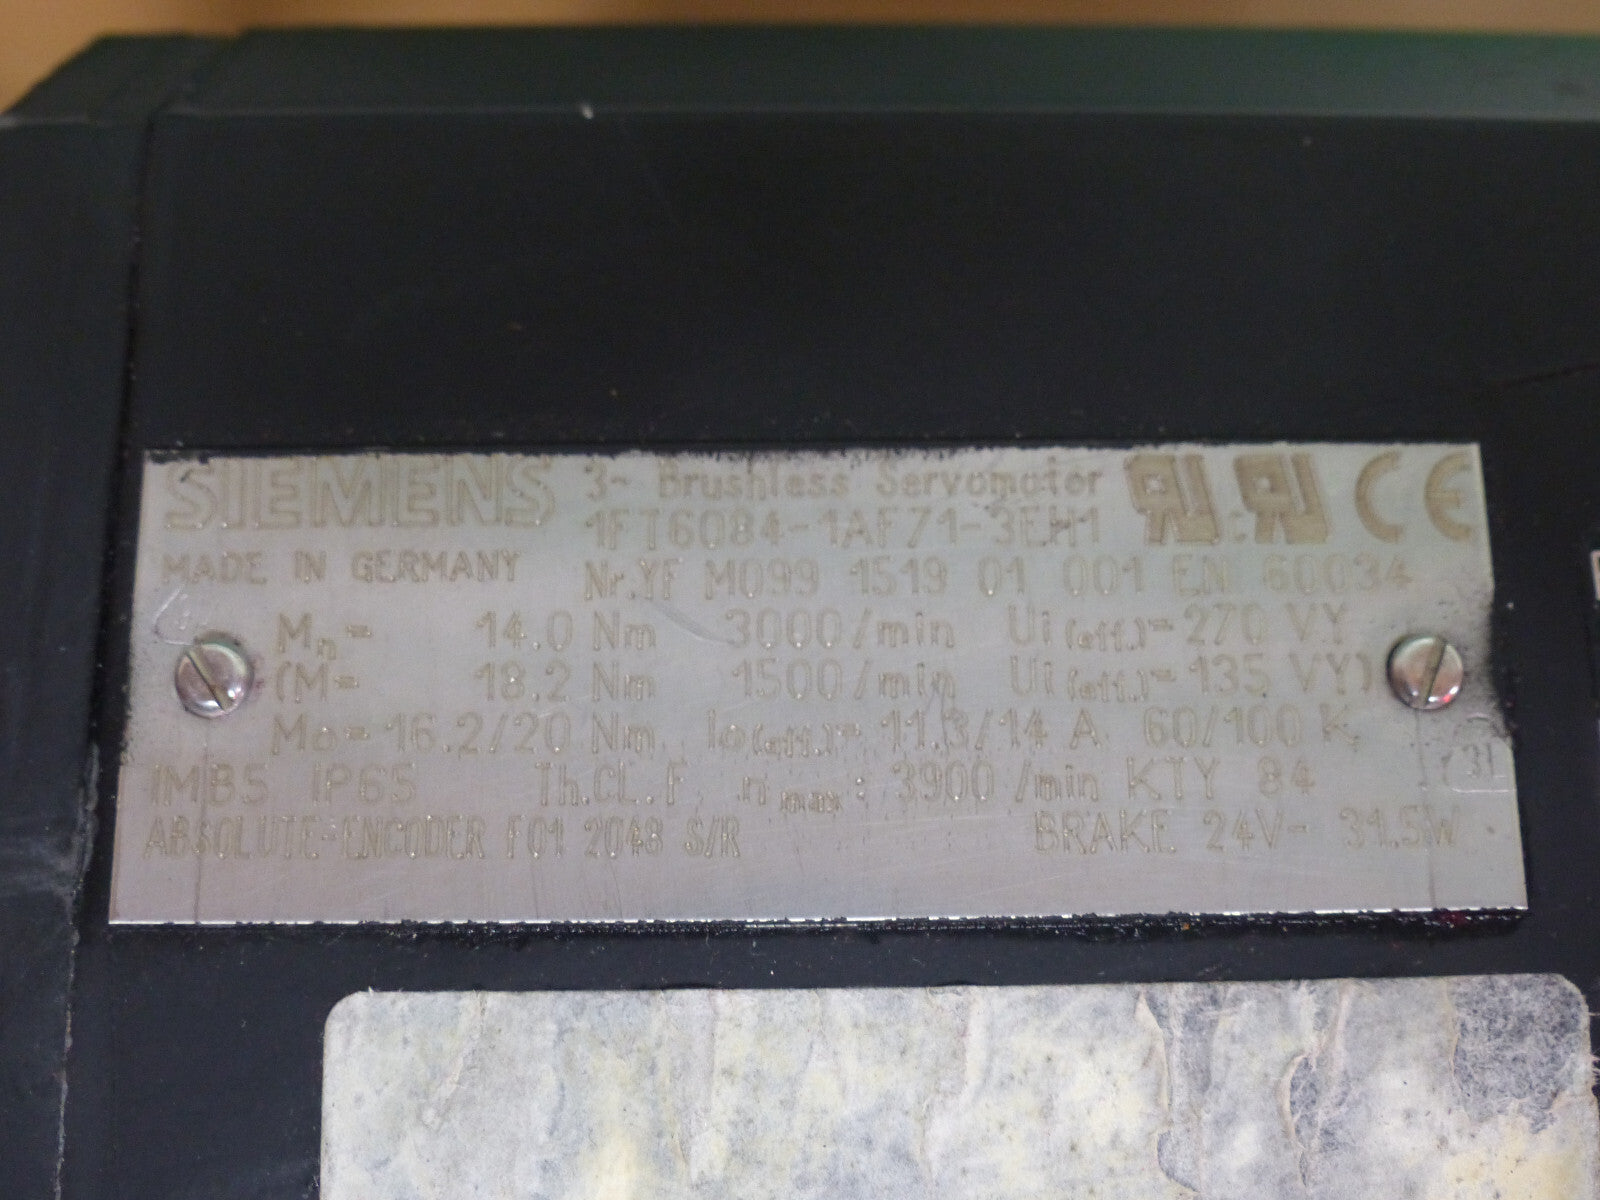 SIEMENS 3~ Brushless Servomotor
1FT6084-1AF71-3EH1
MADE IN GERMANY Nr.YF M099 1519 01 001 EN 60034
Mn= 14.0 Nm 3000/min Ui(eff.)=270 VY
(M= 18.2 Nm 1500/min Ui(eff.)=135 VY)
Mo=16.2/20 Nm Io(eff.)=11.3/14 A 60/100 K
IMB5 IP65 Th.CL.F n max: 3900 /min KTY 84
ABSOLUTE-ENCODER F01 2048 S/R BRAKE 24V- 31.5W